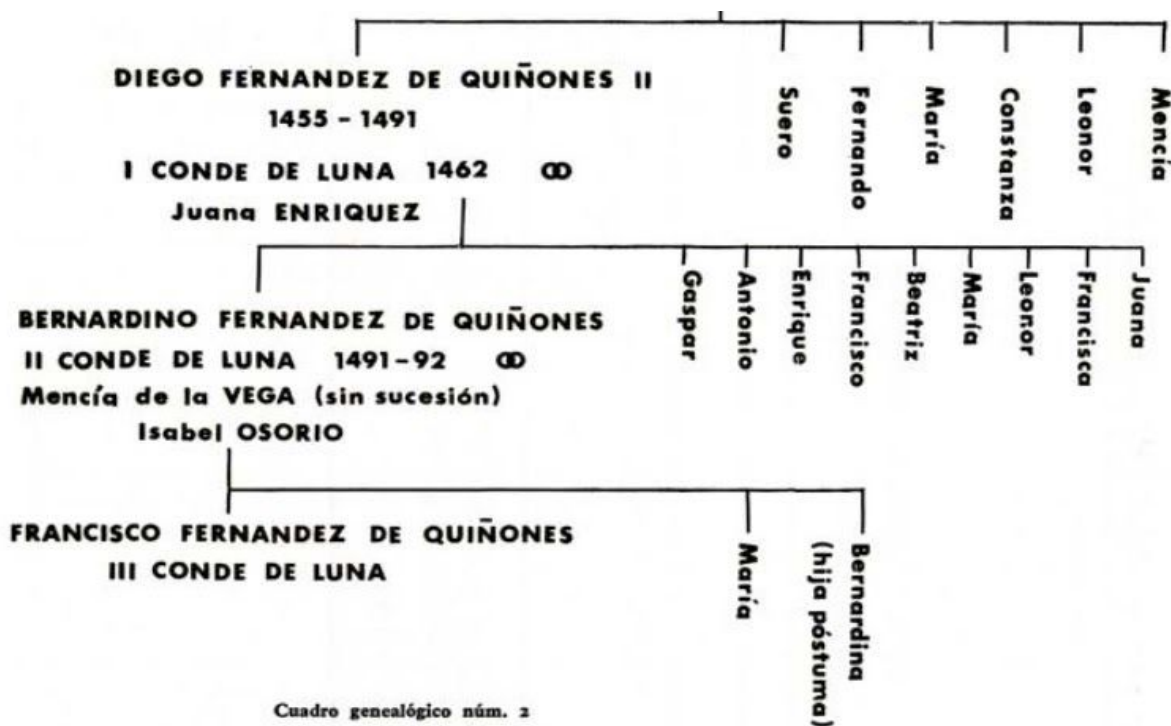 DIEGO FERNANDEZ DE QUIÑONES II
1455 - 1491
I CONDE DE LUNA 1462 ꝏ
Juana ENRIQUEZ
Suero
Fernando
María
Constanza
Leonor
Mencía
BERNARDINO FERNANDEZ DE QUIÑONES
II CONDE DE LUNA 1491-92 ꝏ
Mencía de la VEGA (sin sucesión)
Isabel OSORIO
Gaspar
Antonio
Enrique
Francisco
Beatriz
María
Leonor
Francisca
Juana
FRANCISCO FERNANDEZ DE QUIÑONES
III CONDE DE LUNA
María
Bernardina
(hija póstuma)
Cuadro genealógico núm. 2